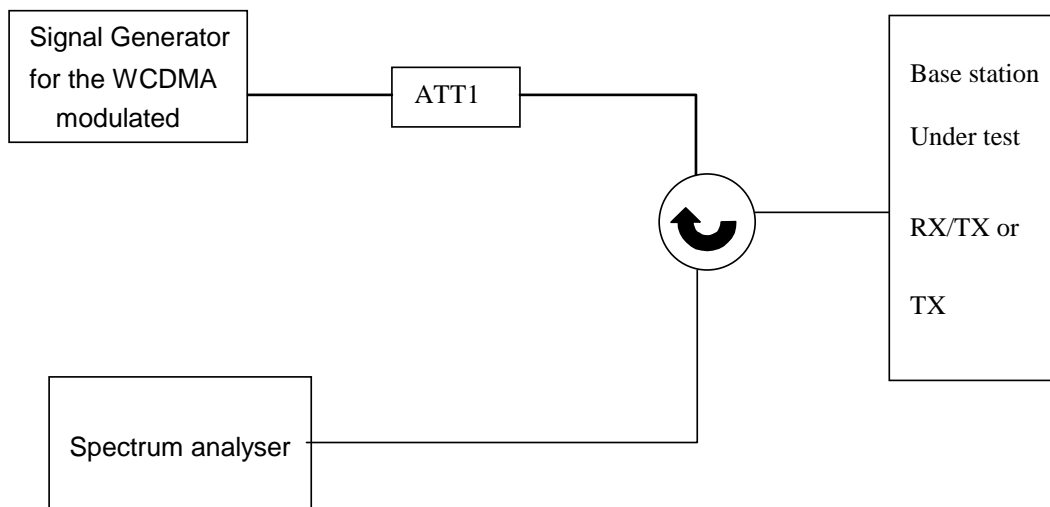 Signal Generator
for the WCDMA
modulated
ATT1
Base station
Under test
RX/TX or
TX
Spectrum analyser